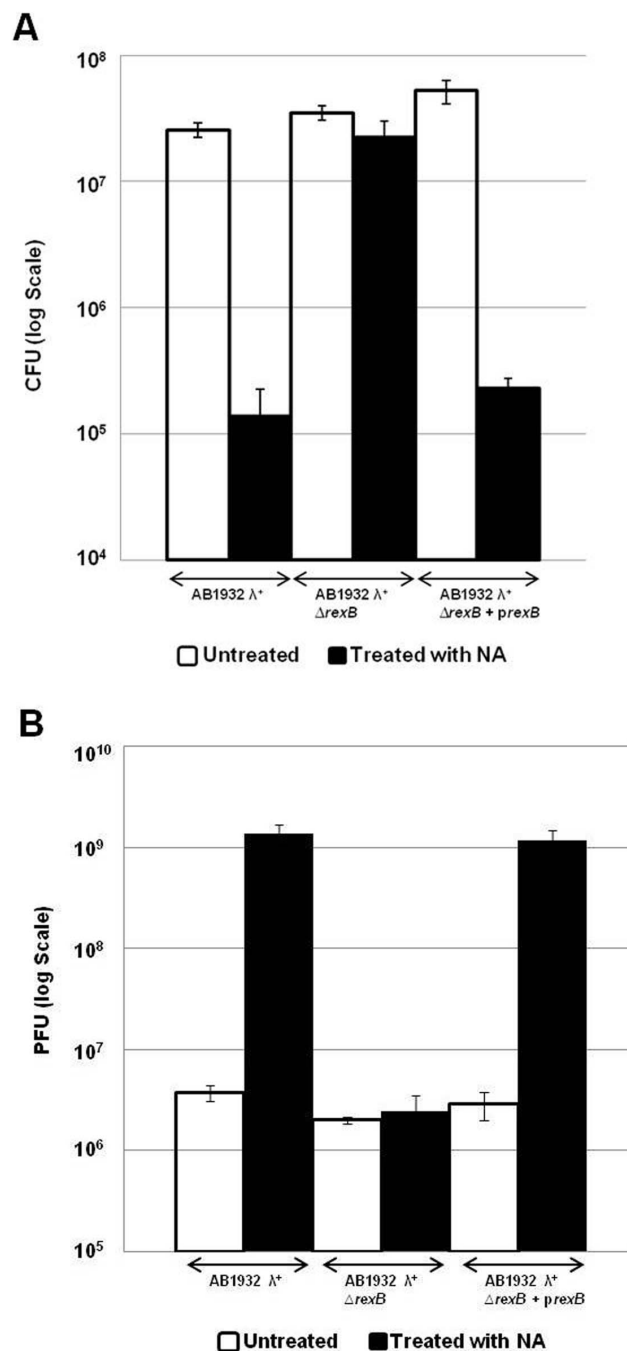 A
CFU (log Scale)
10⁸
10⁷
10⁶
10⁵
10⁴
AB1932 λ⁺
AB1932 λ⁺
ΔrexB
AB1932 λ⁺
ΔrexB + prexB
Untreated Treated with NA
B
PFU (log Scale)
10¹⁰
10⁹
10⁸
10⁷
10⁶
10⁵
AB1932 λ⁺
AB1932 λ⁺
ΔrexB
AB1932 λ⁺
ΔrexB + prexB
Untreated Treated with NA